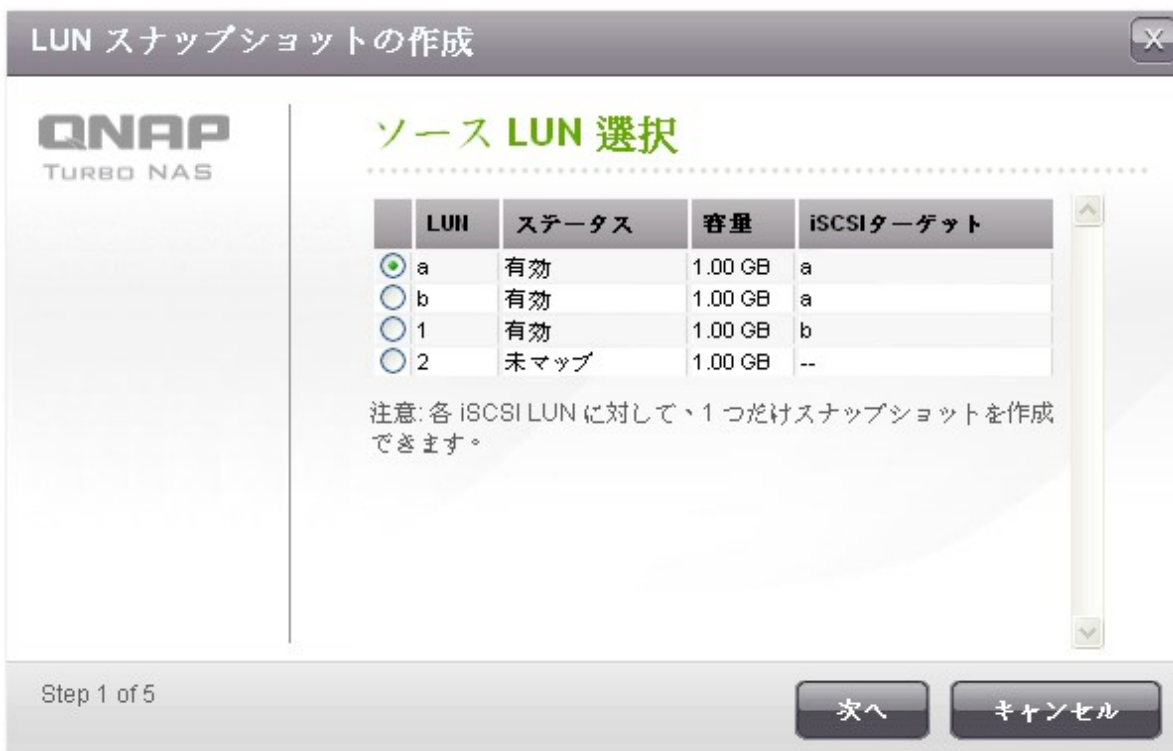 LUN スナップショットの作成
X
QNAP
TURBO NAS
ソース LUN 選択
LUN ステータス 容量 iSCSIターゲット
a 有効 1.00 GB a
b 有効 1.00 GB a
1 有効 1.00 GB b
2 未マップ 1.00 GB --
注意: 各 iSCSI LUN に対して、1 つだけスナップショットを作成
できます。
Step 1 of 5
次へ
キャンセル